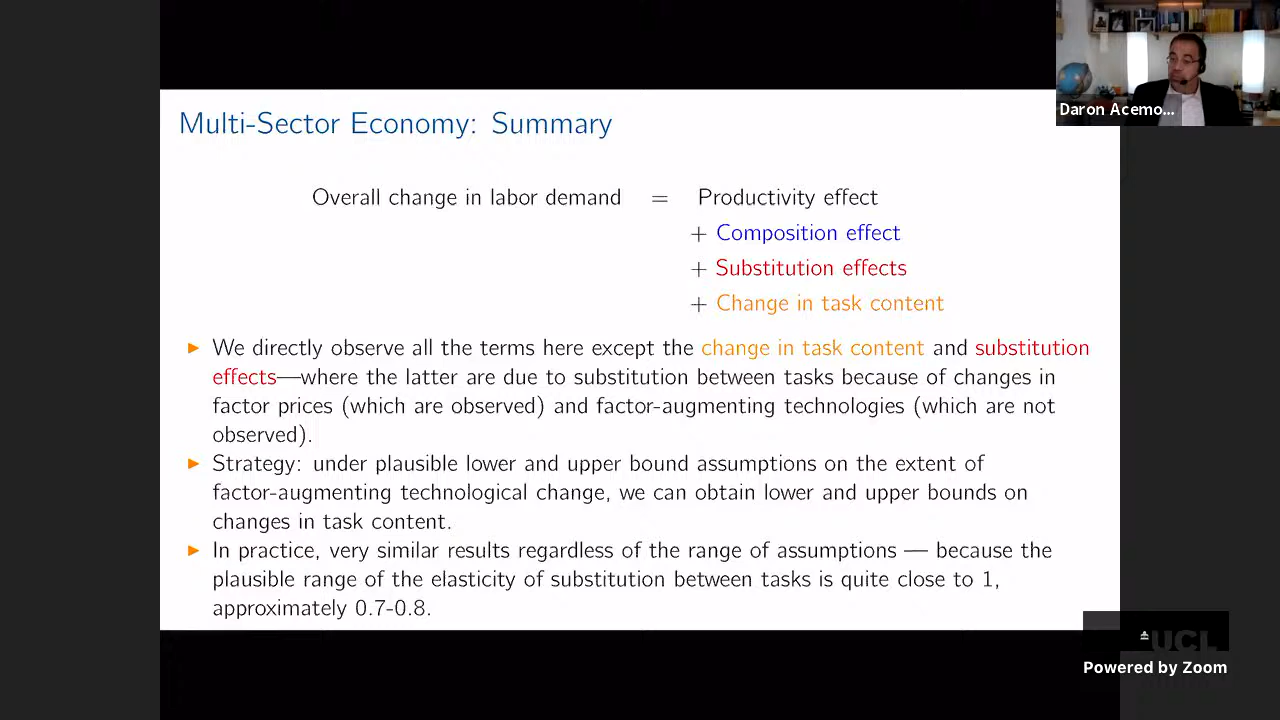 Daron Acemo...
Multi-Sector Economy: Summary
Overall change in labor demand = Productivity effect
+ Composition effect
+ Substitution effects
+ Change in task content
► We directly observe all the terms here except the change in task content and substitution
effects—where the latter are due to substitution between tasks because of changes in
factor prices (which are observed) and factor-augmenting technologies (which are not
observed).
► Strategy: under plausible lower and upper bound assumptions on the extent of
factor-augmenting technological change, we can obtain lower and upper bounds on
changes in task content.
► In practice, very similar results regardless of the range of assumptions — because the
plausible range of the elasticity of substitution between tasks is quite close to 1,
approximately 0.7-0.8.
UCL
Powered by Zoom